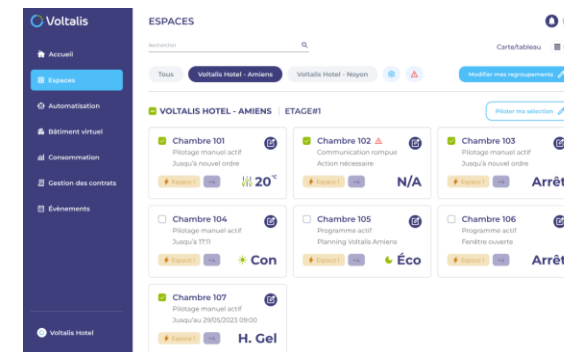 Voltalis
ESPACES
Rechercher
Carte/tableau
Accueil
Espaces
Automatisation
Bâtiment virtuel
Consommation
Gestion des contrats
Évènements
Voltalis Hotel
Tous
Voltalis Hotel - Amiens
Voltalis Hotel - Noyon
Modifier mes regroupements
VOLTALIS HOTEL - AMIENS | ETAGE#1
Piloter ma sélection
Chambre 101
Pilotage manuel actif
Jusqu'à nouvel ordre
Espace 1 +4
20°C
Chambre 102
Communication rompue
Action nécessaire
Espace 1 +4
N/A
Chambre 103
Pilotage manuel actif
Jusqu'à nouvel ordre
Espace 1 +4
Arrêt
Chambre 104
Pilotage manuel actif
Jusqu'à 17:11
Espace 1 +4
Con
Chambre 105
Programme actif
Planning Voltalis Amiens
Espace 1 +4
Éco
Chambre 106
Programme actif
Fenêtre ouverte
Espace 1 +4
Arrêt
Chambre 107
Pilotage manuel actif
Jusqu'au 29/05/2023 09:00
Espace 1 +4
H. Gel